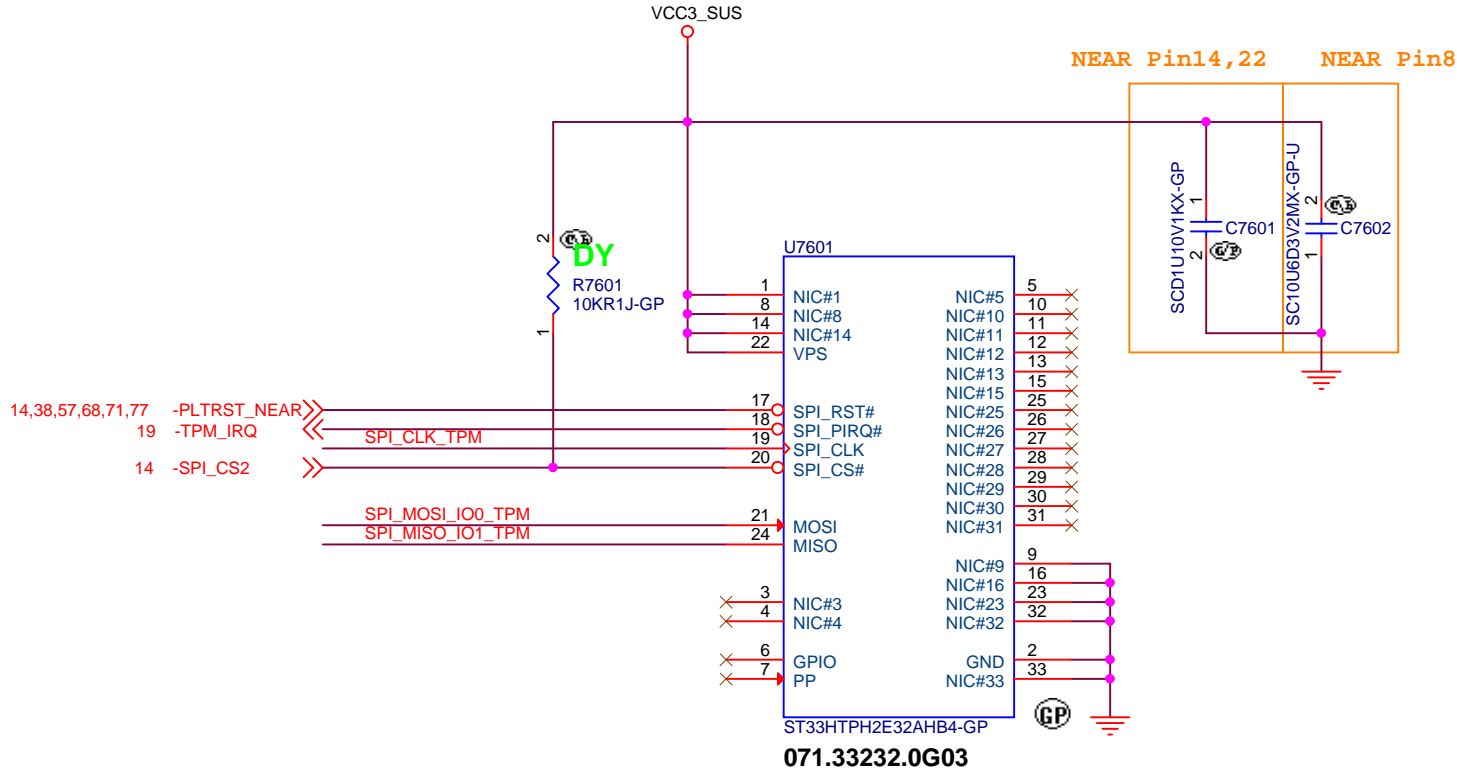 VCC3_SUS
NEAR Pin14,22 NEAR Pin8
SCD1U10V1KX-GP
1
C7601
2
SC10U6D3V2MX-GP-U
2
C7602
1
2
DY
R7601
10KR1J-GP
1
U7601
1 NIC#1
8 NIC#8
14 NIC#14
22 VPS
14,38,57,68,71,77 -PLTRST_NEAR 17 SPI_RST#
19 -TPM_IRQ 18 SPI_PIRQ#
SPI_CLK_TPM 19 SPI_CLK
14 -SPI_CS2 20 SPI_CS#
SPI_MOSI_IO0_TPM 21 MOSI
SPI_MISO_IO1_TPM 24 MISO
3 NIC#3
4 NIC#4
6 GPIO
7 PP
NIC#5 5
NIC#10 10
NIC#11 11
NIC#12 12
NIC#13 13
NIC#15 15
NIC#25 25
NIC#26 26
NIC#27 27
NIC#28 28
NIC#29 29
NIC#30 30
NIC#31 31
NIC#9 9
NIC#16 16
NIC#23 23
NIC#32 32
GND 2
NIC#33 33
GP
ST33HTPH2E32AHB4-GP
071.33232.0G03